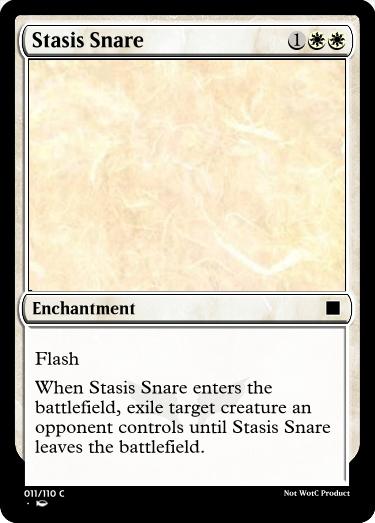 Stasis Snare 1
Enchantment
Flash
When Stasis Snare enters the
battlefield, exile target creature an
opponent controls until Stasis Snare
leaves the battlefield.
011/110 C
Not WotC Product